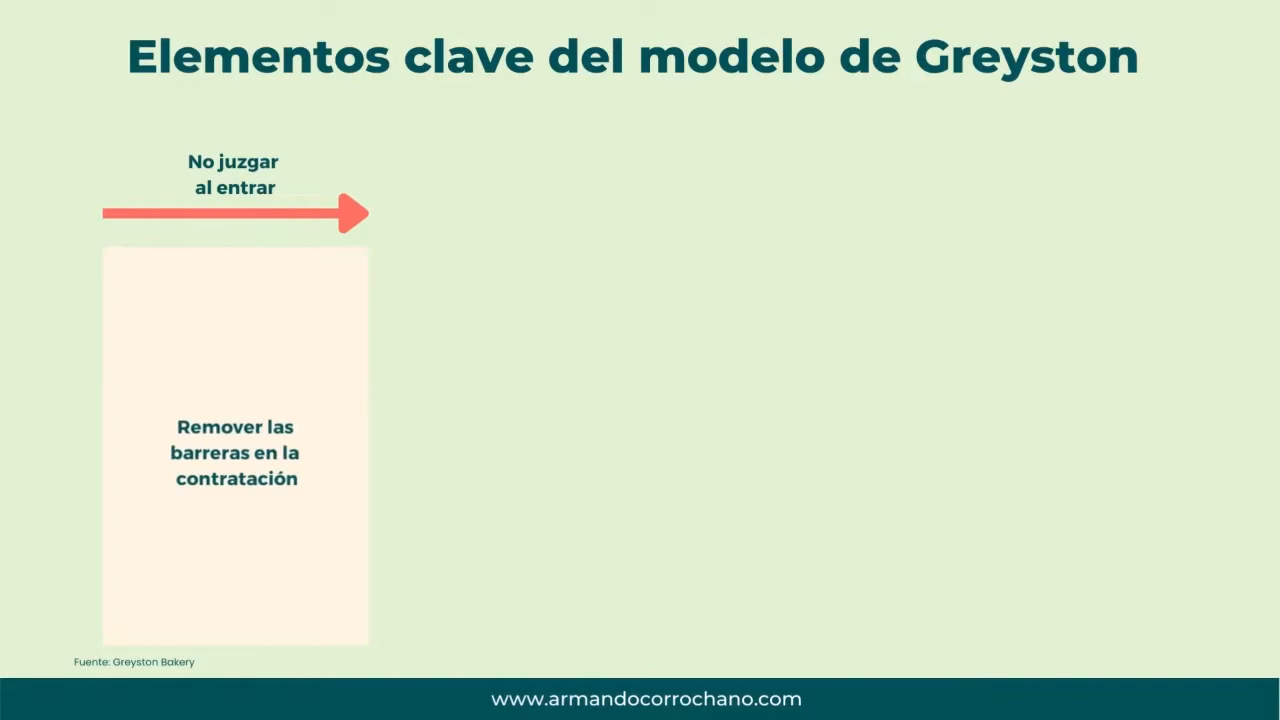 Elementos clave del modelo de Greyston
No juzgar
al entrar
Remover las
barreras en la
contratación
Fuente: Greyston Bakery
www.armandocorrochano.com